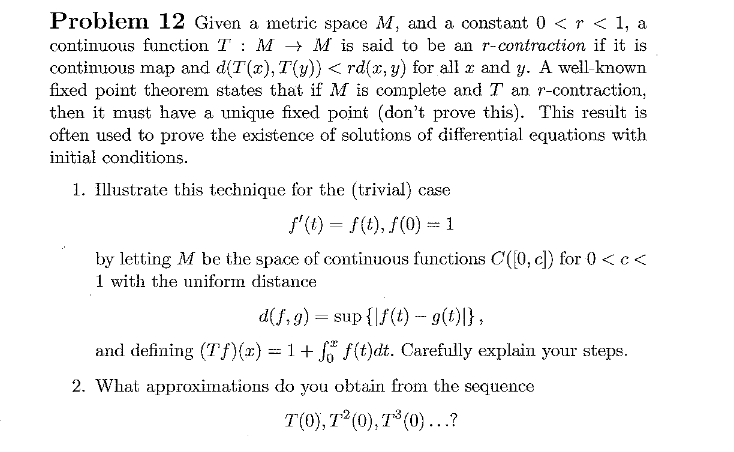 Problem 12 Given a metric space M, and a constant 0 < r < 1, a
continuous function T : M → M is said to be an r-contraction if it is
continuous map and d(T(x), T(y)) < rd(x, y) for all x and y. A well-known
fixed point theorem states that if M is complete and T an r-contraction,
then it must have a unique fixed point (don't prove this). This result is
often used to prove the existence of solutions of differential equations with
initial conditions.
1. Illustrate this technique for the (trivial) case
f'(t) = f(t), f(0) = 1
by letting M be the space of continuous functions C([0, c]) for 0 < c <
1 with the uniform distance
d(f, g) = sup {|f(t) − g(t)|} ,
and defining (Tf)(x) = 1 + ∫₀ˣ f(t)dt. Carefully explain your steps.
2. What approximations do you obtain from the sequence
T(0), T²(0), T³(0) ...?